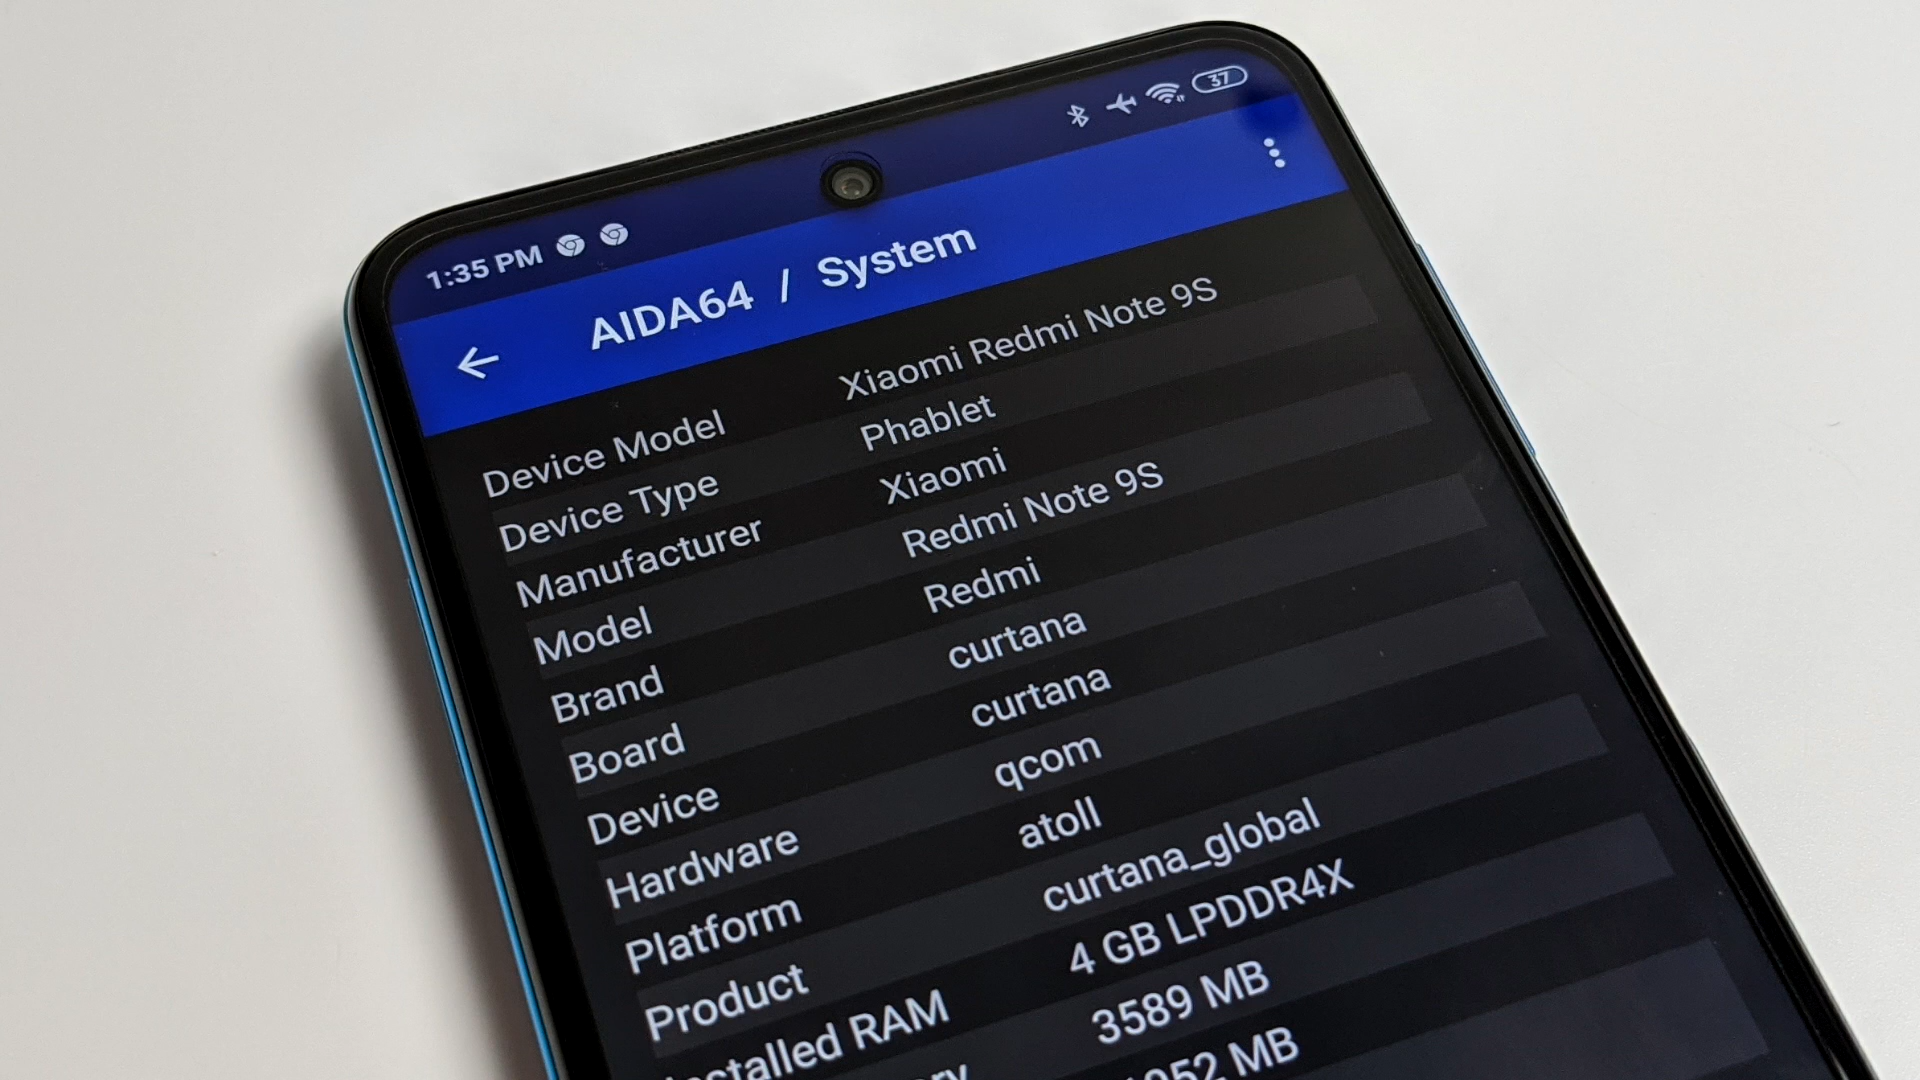 1:35 PM
37
AIDA64 / System
Device Model Xiaomi Redmi Note 9S
Device Type Phablet
Manufacturer Xiaomi
Model Redmi Note 9S
Brand Redmi
Board curtana
Device curtana
Hardware qcom
Platform atoll
Product curtana_global
Installed RAM 4 GB LPDDR4X
3589 MB
MB